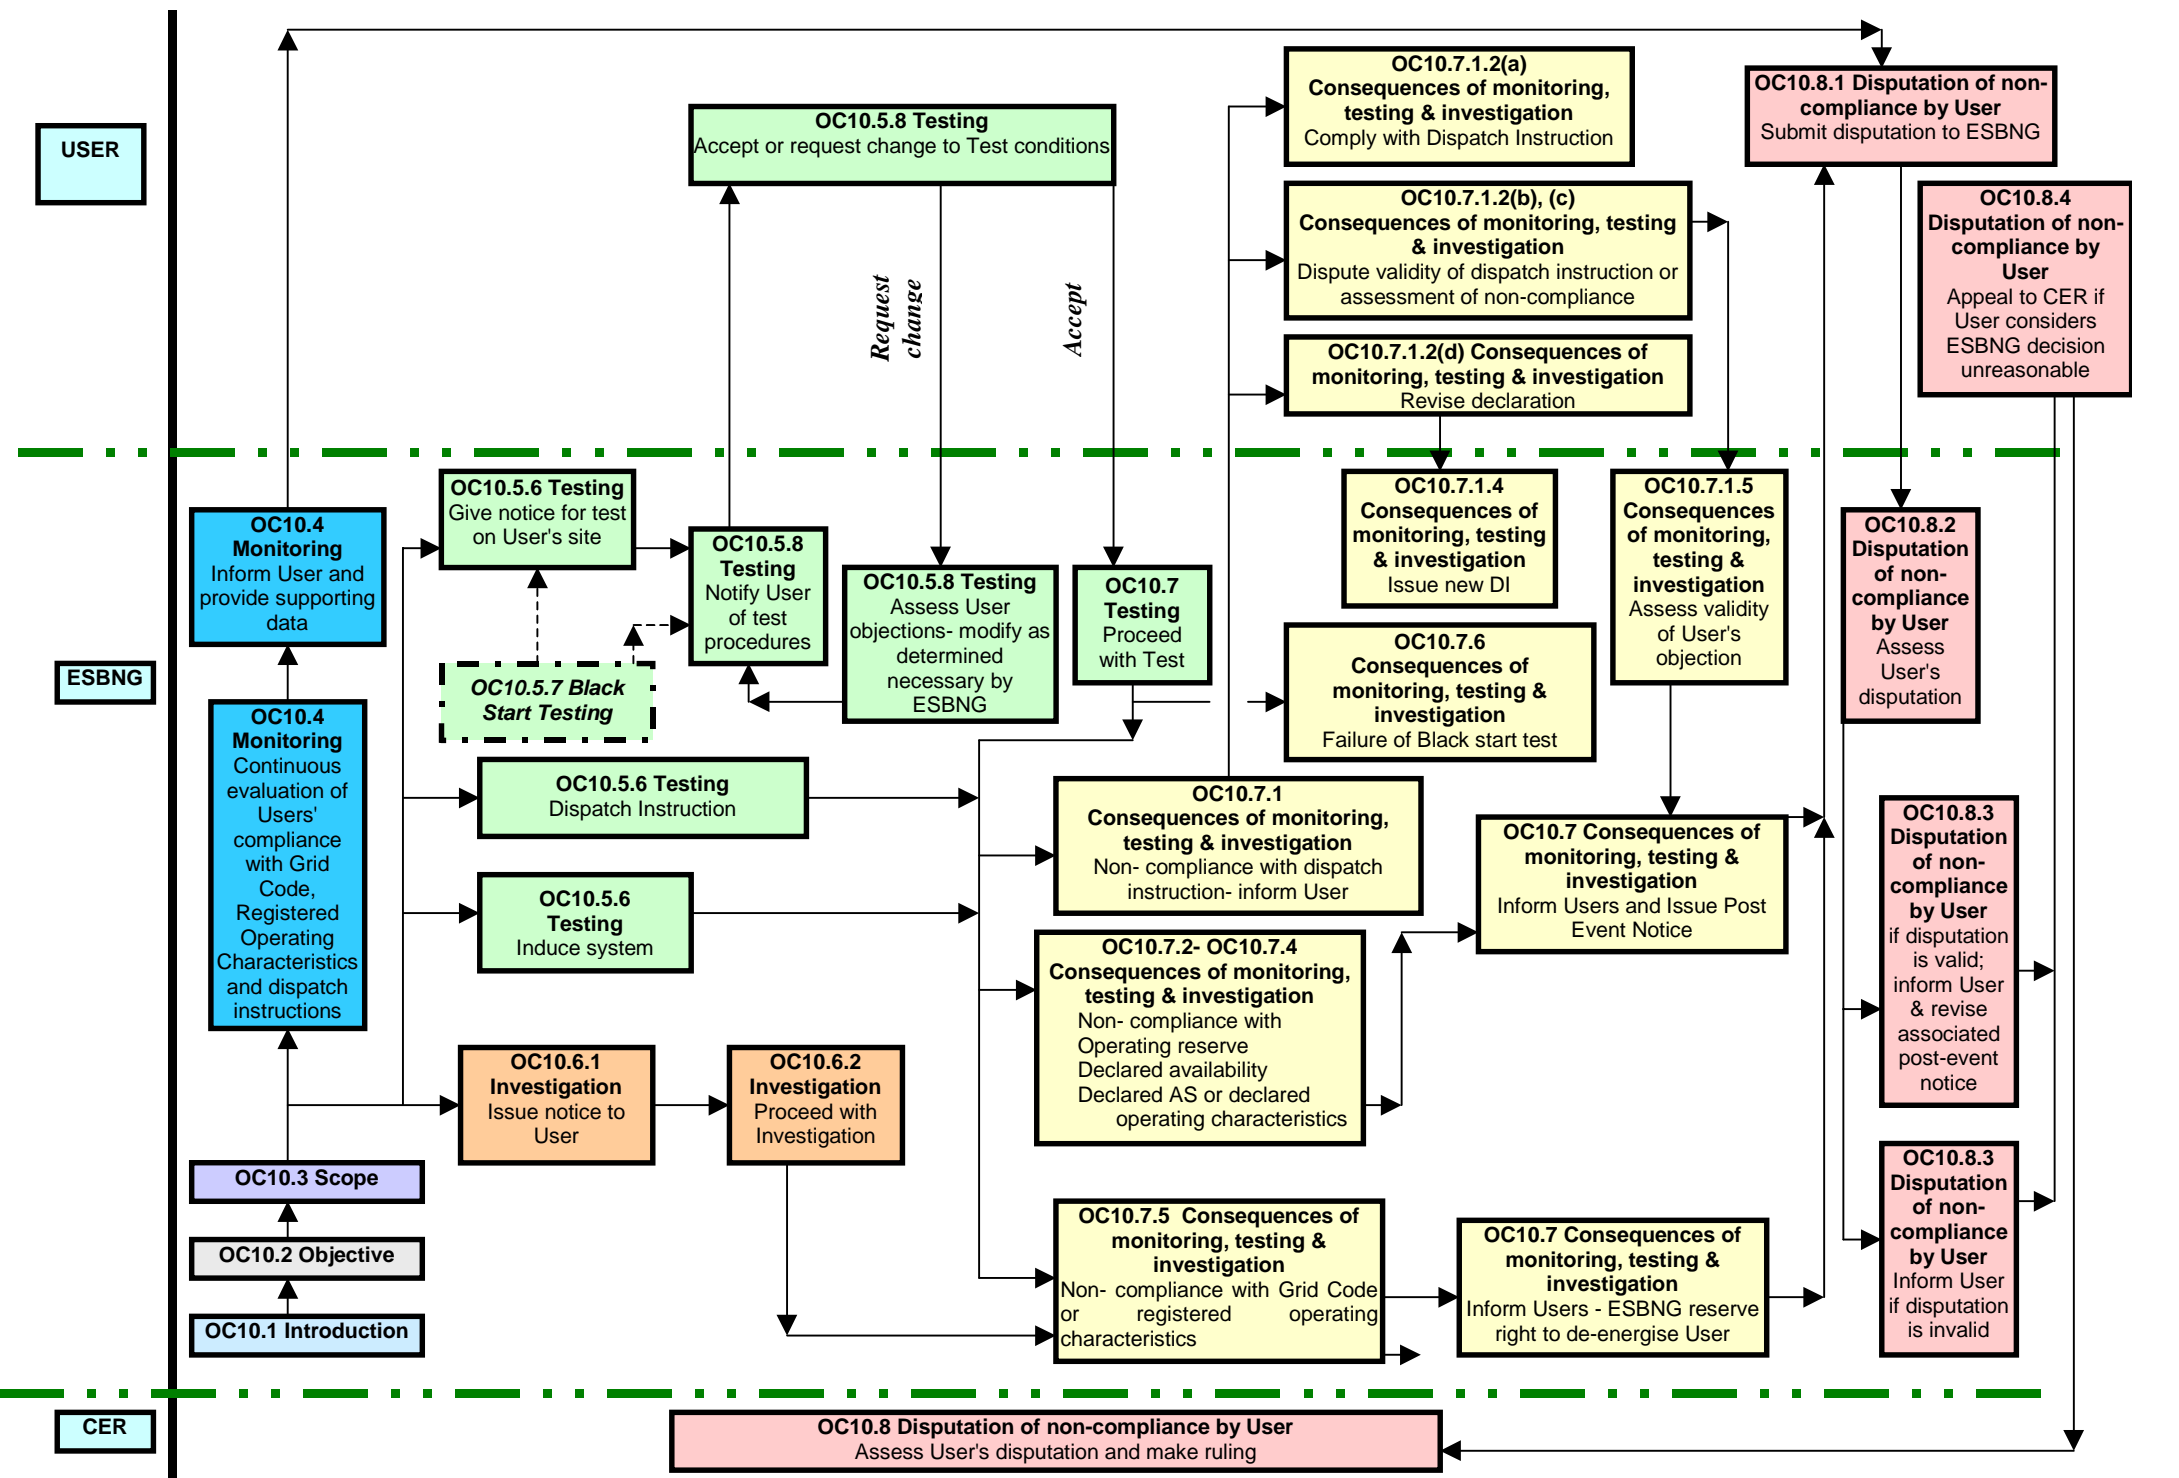 USER
OC10.5.8 Testing
Accept or request change to Test conditions
Request
change
Accept
OC10.7.1.2(a)
Consequences of monitoring,
testing & investigation
Comply with Dispatch Instruction
OC10.7.1.2(b), (c)
Consequences of monitoring, testing
& investigation
Dispute validity of dispatch instruction or
assessment of non-compliance
OC10.7.1.2(d) Consequences of
monitoring, testing & investigation
Revise declaration
OC10.8.1 Disputation of non-
compliance by User
Submit disputation to ESBNG
OC10.8.4
Disputation of non-
compliance by
User
Appeal to CER if
User considers
ESBNG decision
unreasonable
ESBNG
OC10.4
Monitoring
Inform User and
provide supporting
data
OC10.4
Monitoring
Continuous
evaluation of
Users'
compliance
with Grid
Code,
Registered
Operating
Characteristics
and dispatch
instructions
OC10.3 Scope
OC10.2 Objective
OC10.1 Introduction
OC10.5.6 Testing
Give notice for test
on User's site
OC10.5.7 Black
Start Testing
OC10.5.8
Testing
Notify User
of test
procedures
OC10.5.8 Testing
Assess User
objections- modify as
determined
necessary by
ESBNG
OC10.7
Testing
Proceed
with Test
OC10.5.6 Testing
Dispatch Instruction
OC10.5.6
Testing
Induce system
OC10.6.1
Investigation
Issue notice to
User
OC10.6.2
Investigation
Proceed with
Investigation
OC10.7.1.4
Consequences of
monitoring, testing
& investigation
Issue new DI
OC10.7.6
Consequences of
monitoring, testing &
investigation
Failure of Black start test
OC10.7.1.5
Consequences
of monitoring,
testing &
investigation
Assess validity
of User's
objection
OC10.7.1
Consequences of monitoring,
testing & investigation
Non- compliance with dispatch
instruction- inform User
OC10.7.2- OC10.7.4
Consequences of monitoring,
testing & investigation
Non- compliance with
Operating reserve
Declared availability
Declared AS or declared
operating characteristics
OC10.7 Consequences of
monitoring, testing &
investigation
Inform Users and Issue Post
Event Notice
OC10.7.5 Consequences of
monitoring, testing &
investigation
Non- compliance with Grid Code
or registered operating
characteristics
OC10.7 Consequences of
monitoring, testing &
investigation
Inform Users - ESBNG reserve
right to de-energise User
OC10.8.2
Disputation
of non-
compliance
by User
Assess
User's
disputation
OC10.8.3
Disputation
of non-
compliance
by User
if disputation
is valid;
inform User
& revise
associated
post-event
notice
OC10.8.3
Disputation
of non-
compliance
by User
Inform User
if disputation
is invalid
CER
OC10.8 Disputation of non-compliance by User
Assess User's disputation and make ruling